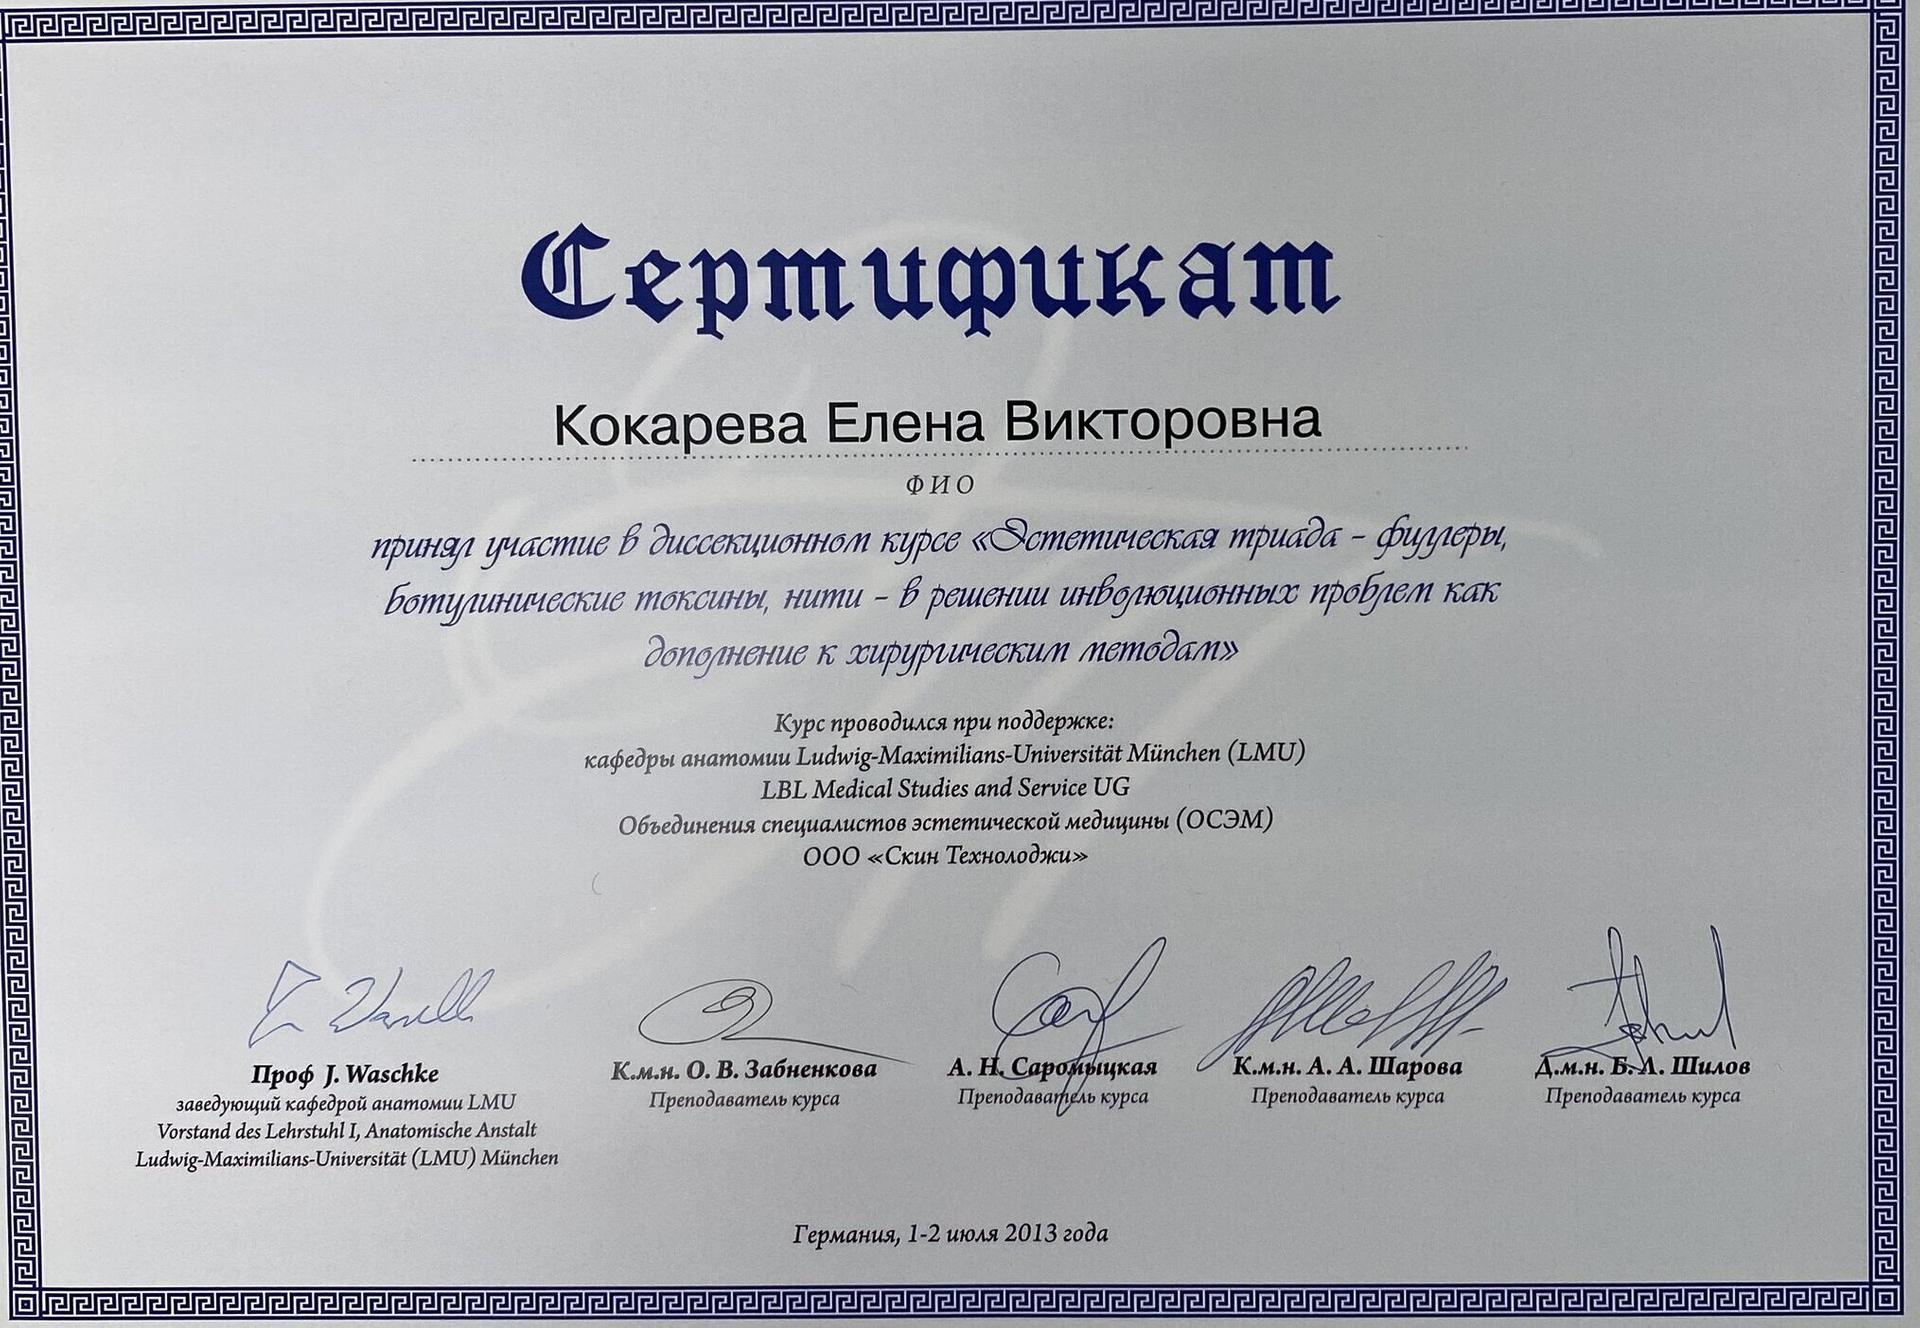 Сертификат
Кокарева Елена Викторовна
ФИО
принял участие в диссекционном курсе «Эстетическая триада – филлеры,
ботулинические токсины, нити – в решении инволюционных проблем как
дополнение к хирургическим методам»
Курс проводился при поддержке:
кафедры анатомии Ludwig-Maximilians-Universität München (LMU)
LBL Medical Studies and Service UG
Объединения специалистов эстетической медицины (ОСЭМ)
ООО «Скин Технолоджи»
Проф J. Waschke
заведующий кафедрой анатомии LMU
Vorstand des Lehrstuhl I, Anatomische Anstalt
Ludwig-Maximilians-Universität (LMU) München
К.м.н. О. В. Забненкова
Преподаватель курса
А. Н. Саромыцкая
Преподаватель курса
К.м.н. А. А. Шарова
Преподаватель курса
Д.м.н. Б. Л. Шилов
Преподаватель курса
Германия, 1-2 июля 2013 года